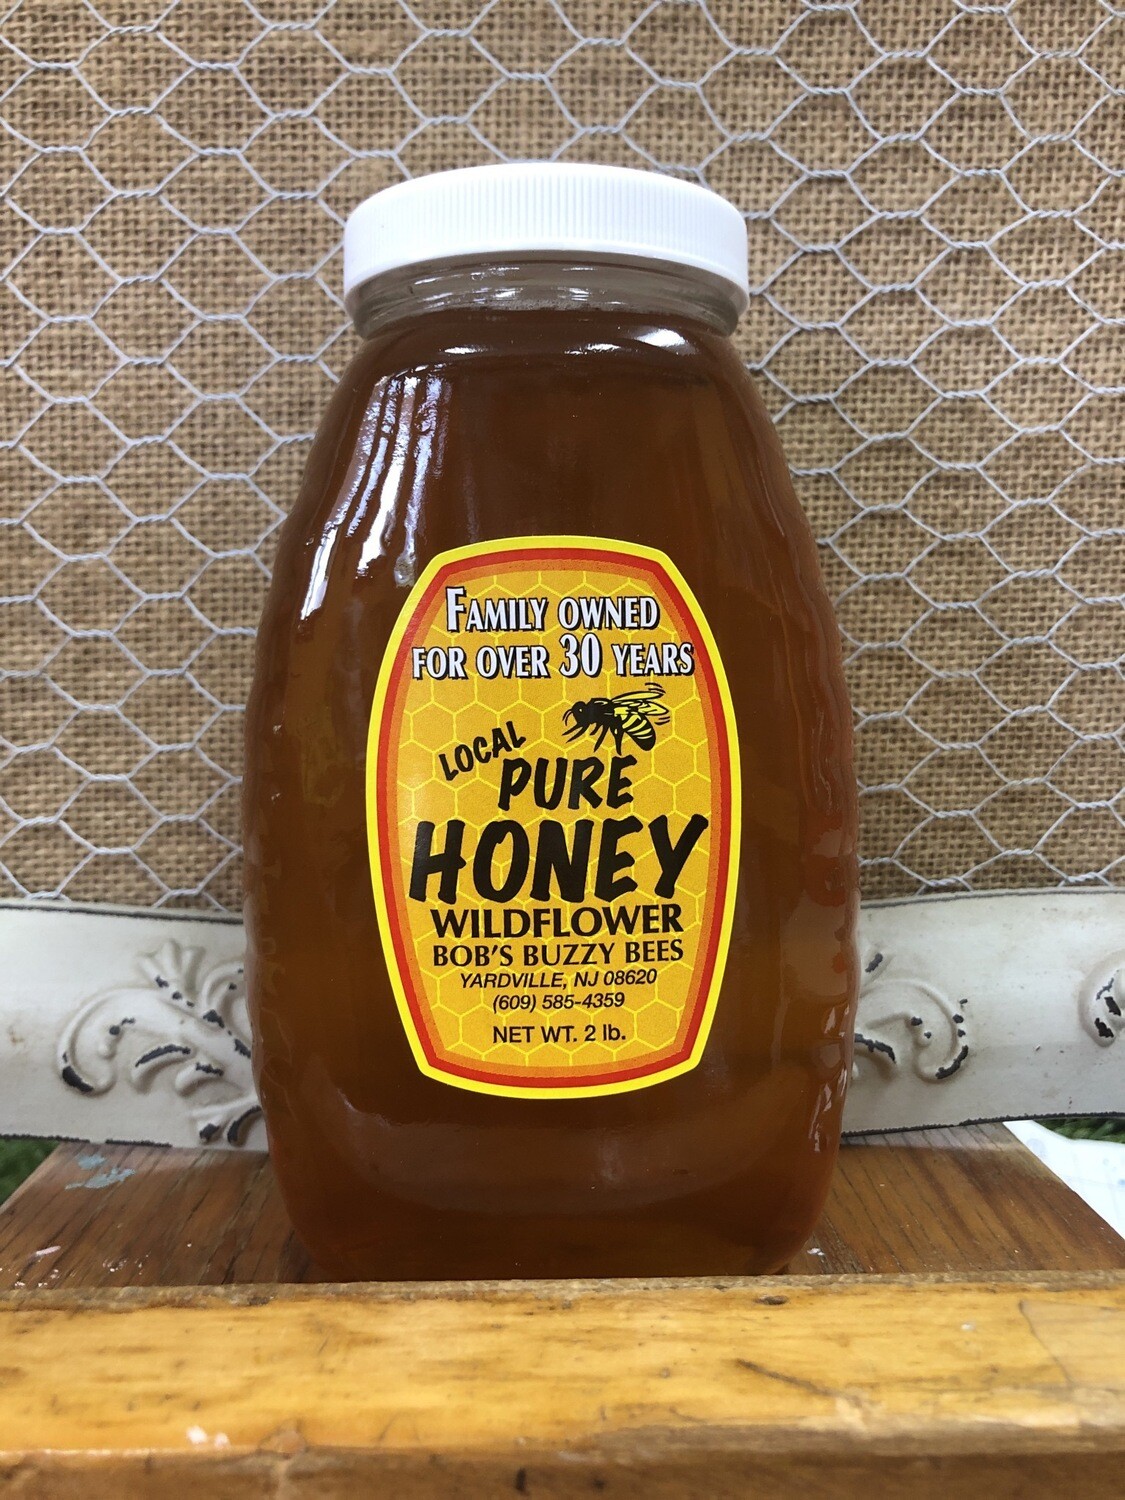 FAMILY OWNED
FOR OVER 30 YEARS
LOCAL
PURE
HONEY
WILDFLOWER
BOB'S BUZZY BEES
YARDVILLE, NJ 08620
(609) 585-4359
NET WT. 2 lb.